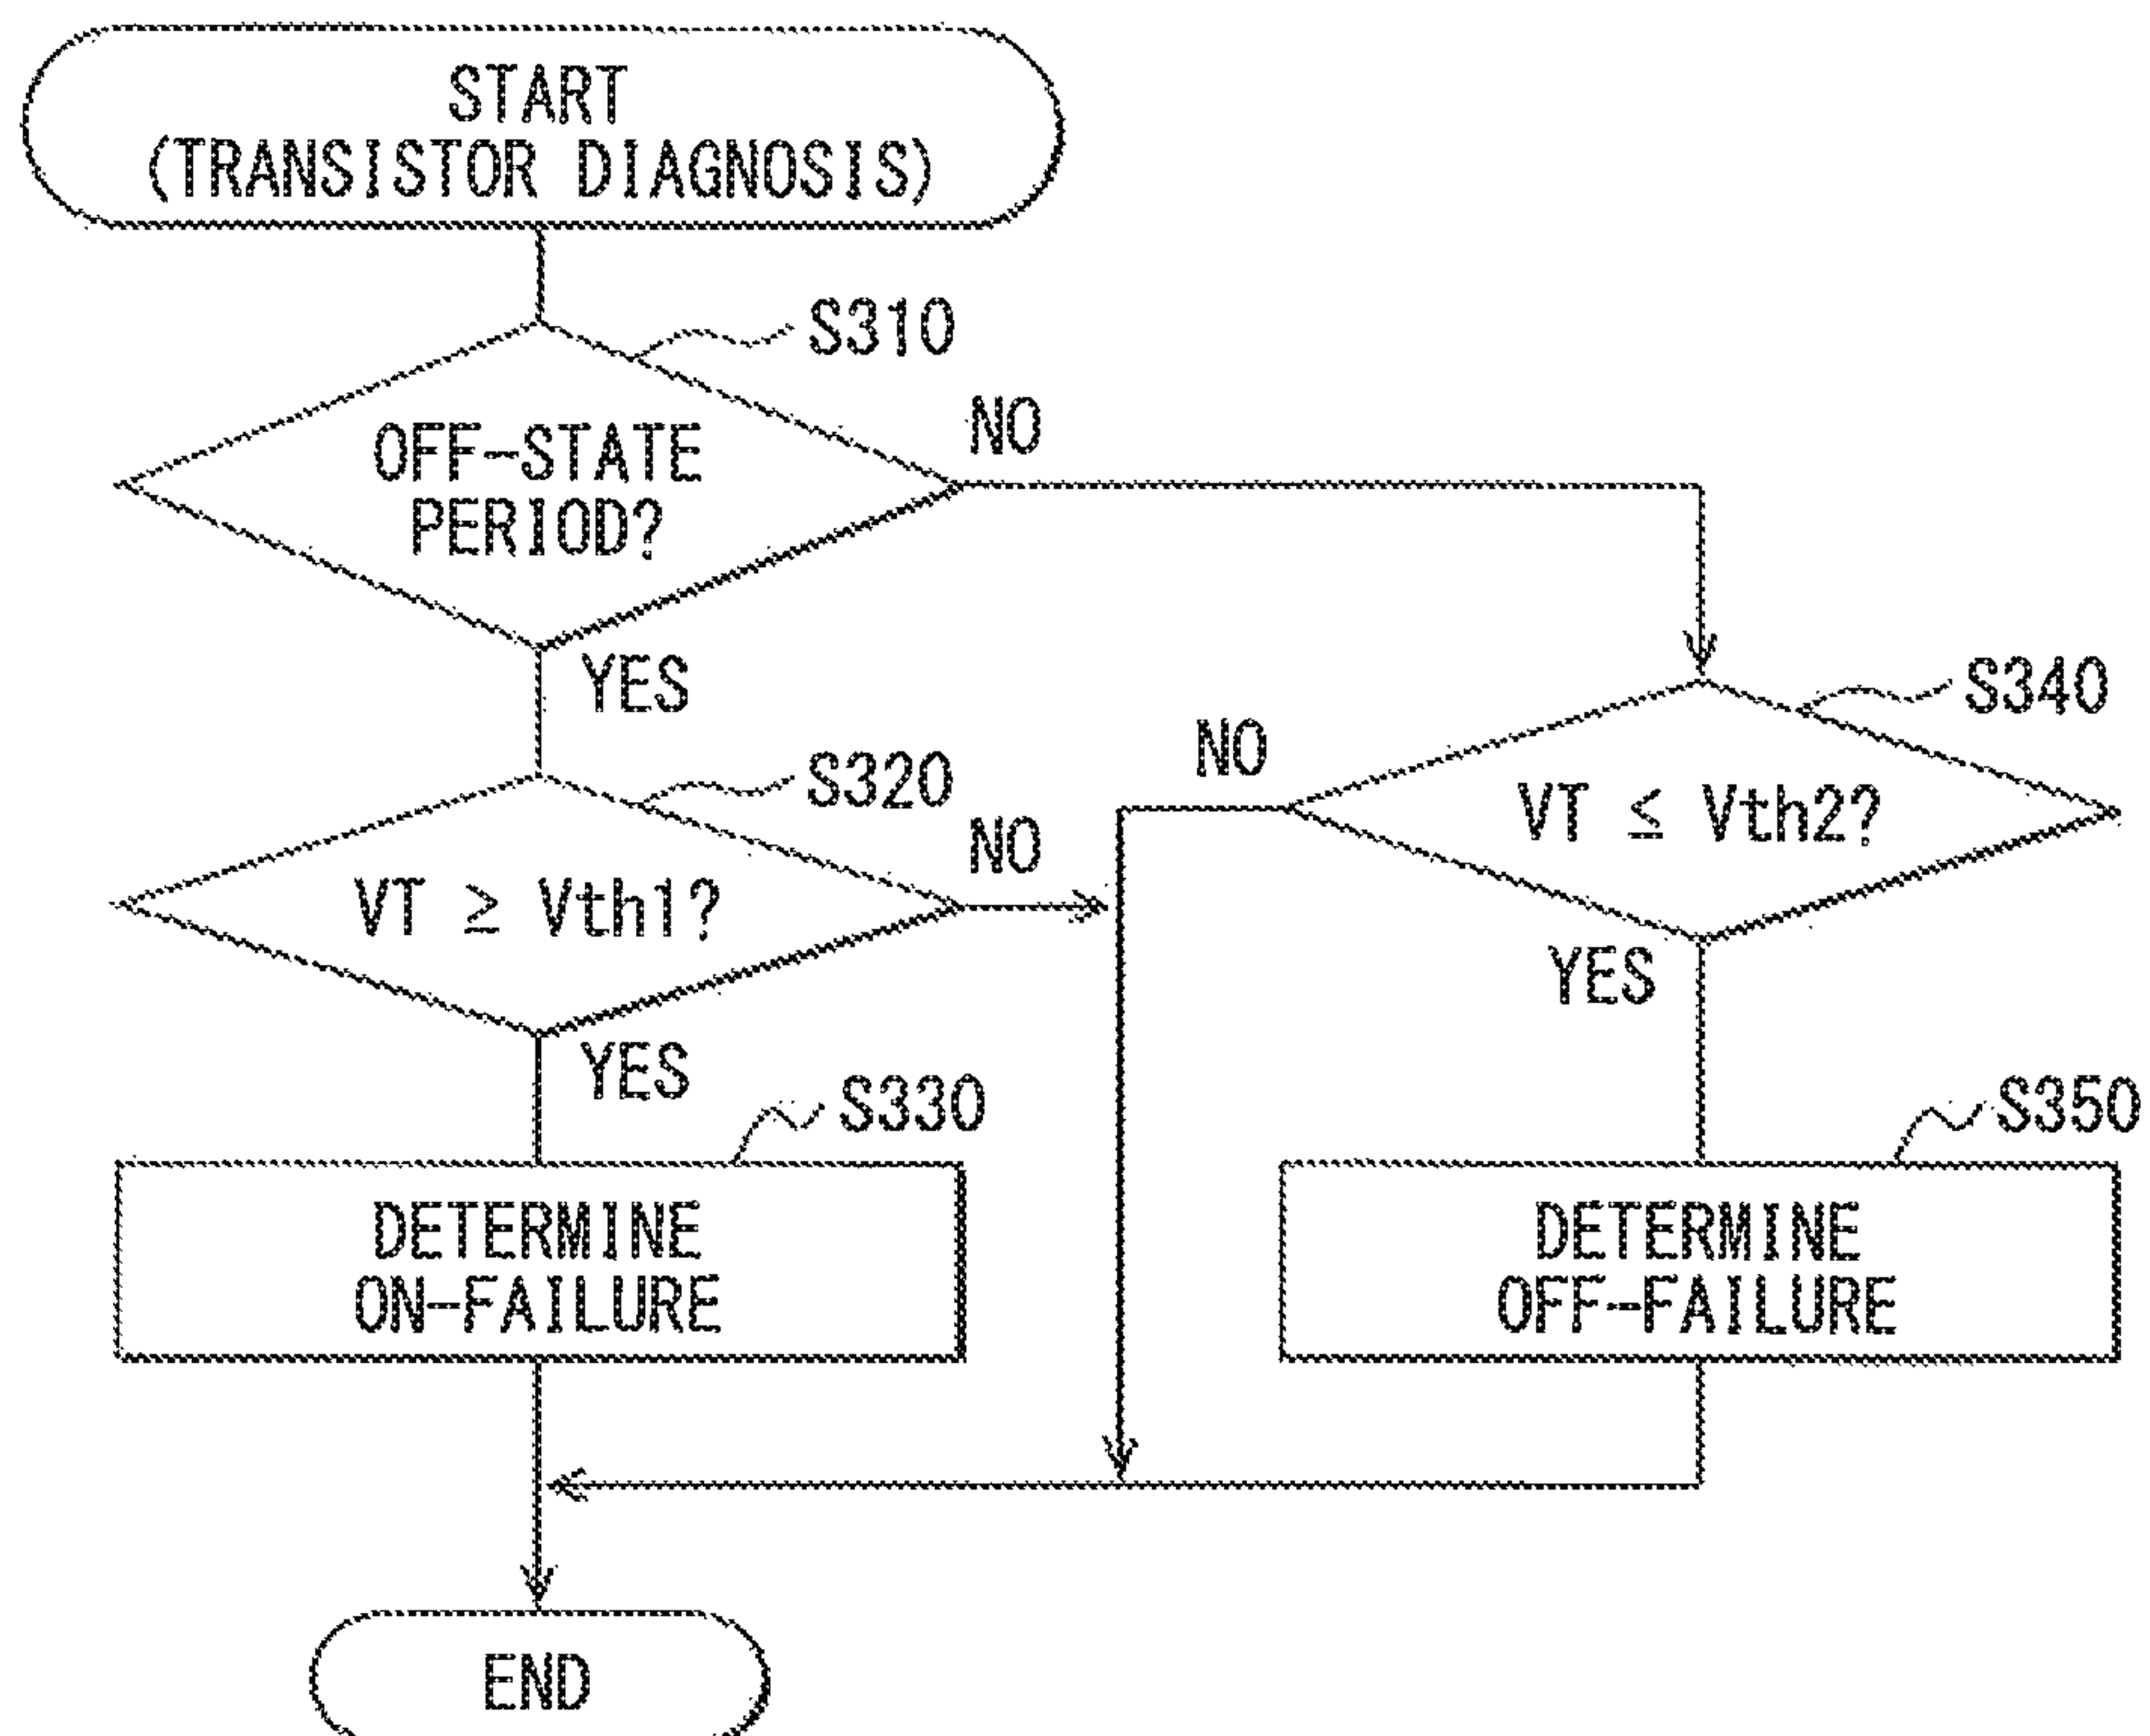 START
(TRANSISTOR DIAGNOSIS)
S310
OFF-STATE
PERIOD?
NO
YES
S320
VT ≥ Vth1?
NO
YES
S330
DETERMINE
ON-FAILURE
S340
NO
VT ≤ Vth2?
YES
S350
DETERMINE
OFF-FAILURE
END